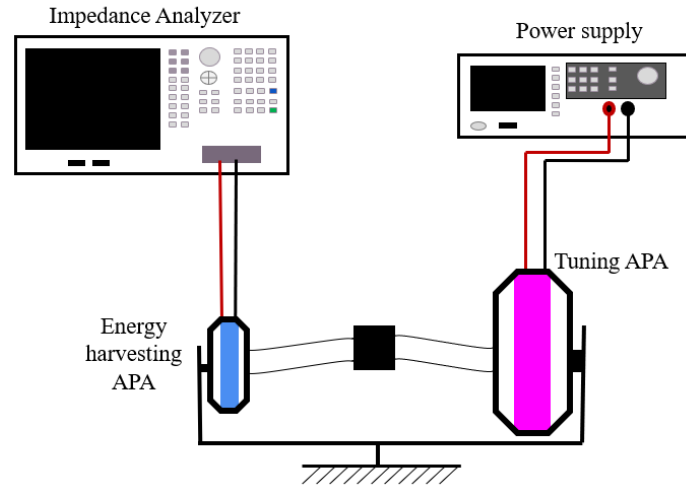 Impedance Analyzer
Power supply
Tuning APA
Energy
harvesting
APA